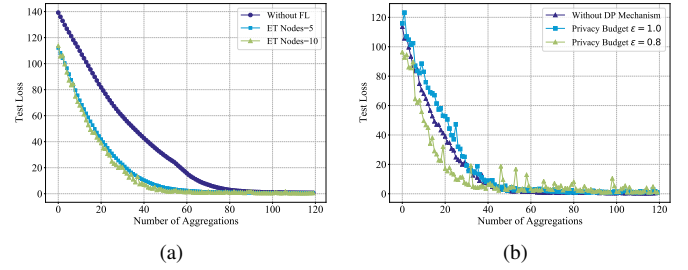 140
120
100
80
60
40
20
0
Test Loss
0 20 40 60 80 100 120
Number of Aggregations
Without FL
ET Nodes=5
ET Nodes=10
(a)
120
100
80
60
40
20
0
Test Loss
0 20 40 60 80 100 120
Number of Aggregations
Without DP Mechanism
Privacy Budget ε = 1.0
Privacy Budget ε = 0.8
(b)